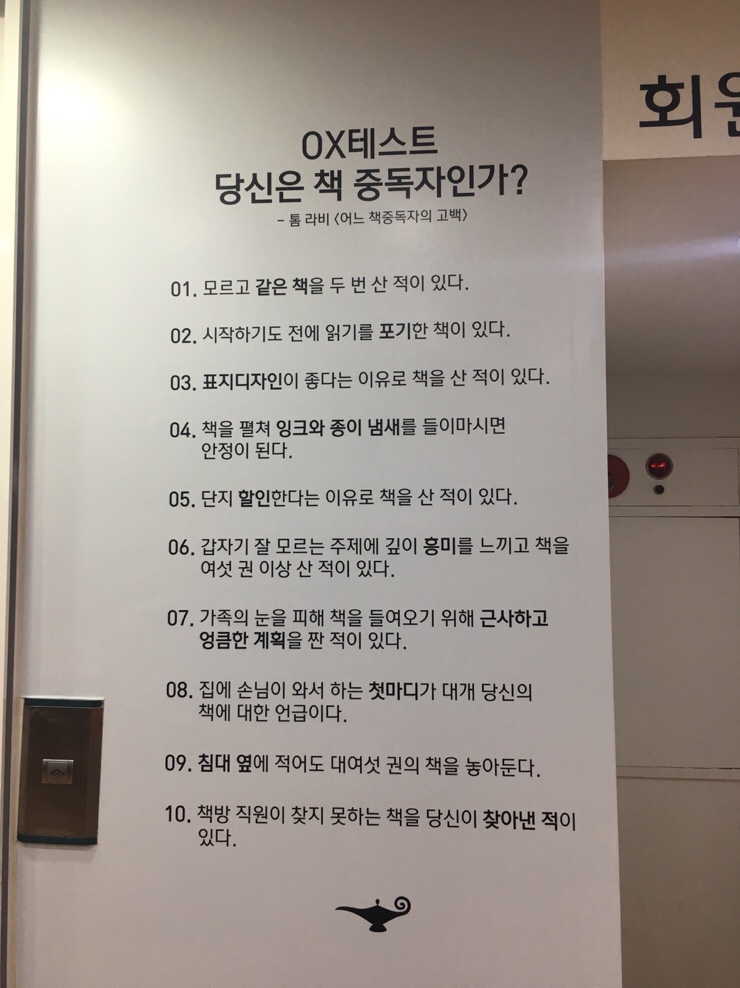 OX테스트
당신은 책 중독자인가?
- 톰 라비 <어느 책중독자의 고백>
01. 모르고 같은 책을 두 번 산 적이 있다.
02. 시작하기도 전에 읽기를 포기한 책이 있다.
03. 표지디자인이 좋다는 이유로 책을 산 적이 있다.
04. 책을 펼쳐 잉크와 종이 냄새를 들이마시면
안정이 된다.
05. 단지 할인한다는 이유로 책을 산 적이 있다.
06. 갑자기 잘 모르는 주제에 깊이 흥미를 느끼고 책을
여섯 권 이상 산 적이 있다.
07. 가족의 눈을 피해 책을 들여오기 위해 근사하고
엉큼한 계획을 짠 적이 있다.
08. 집에 손님이 와서 하는 첫마디가 대개 당신의
책에 대한 언급이다.
09. 침대 옆에 적어도 대여섯 권의 책을 놓아둔다.
10. 책방 직원이 찾지 못하는 책을 당신이 찾아낸 적이
있다.
회원